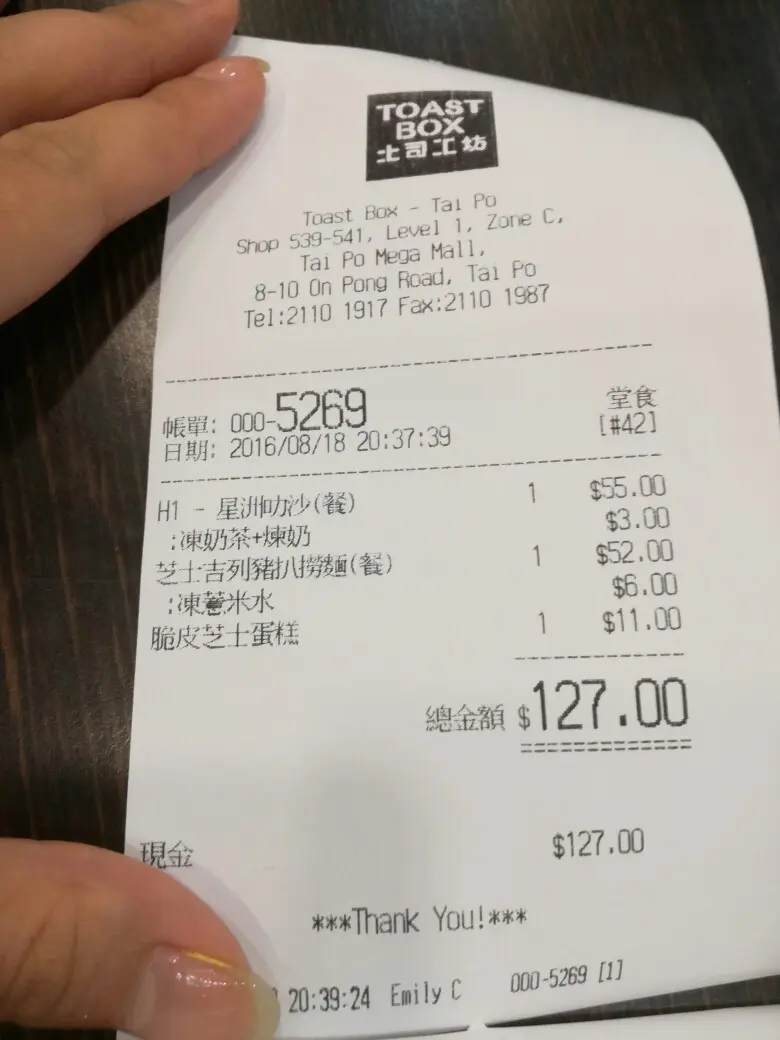 TOAST
BOX
土司工坊
Toast Box - Tai Po
Shop 539-541, Level 1, Zone C,
Tai Po Mega Mall,
8-10 On Pong Road, Tai Po
Tel:2110 1917 Fax:2110 1987
帳單: 000-5269 堂食
日期: 2016/08/18 20:37:39 [#42]
H1 - 星洲叻沙(餐) 1 $55.00
:凍奶茶+煉奶 $3.00
芝士吉列豬扒撈麵(餐) 1 $52.00
:凍薏米水 $6.00
脆皮芝士蛋糕 1 $11.00
總金額 $127.00
現金 $127.00
***Thank You!***
20:39:24 Emily C 000-5269 [1]